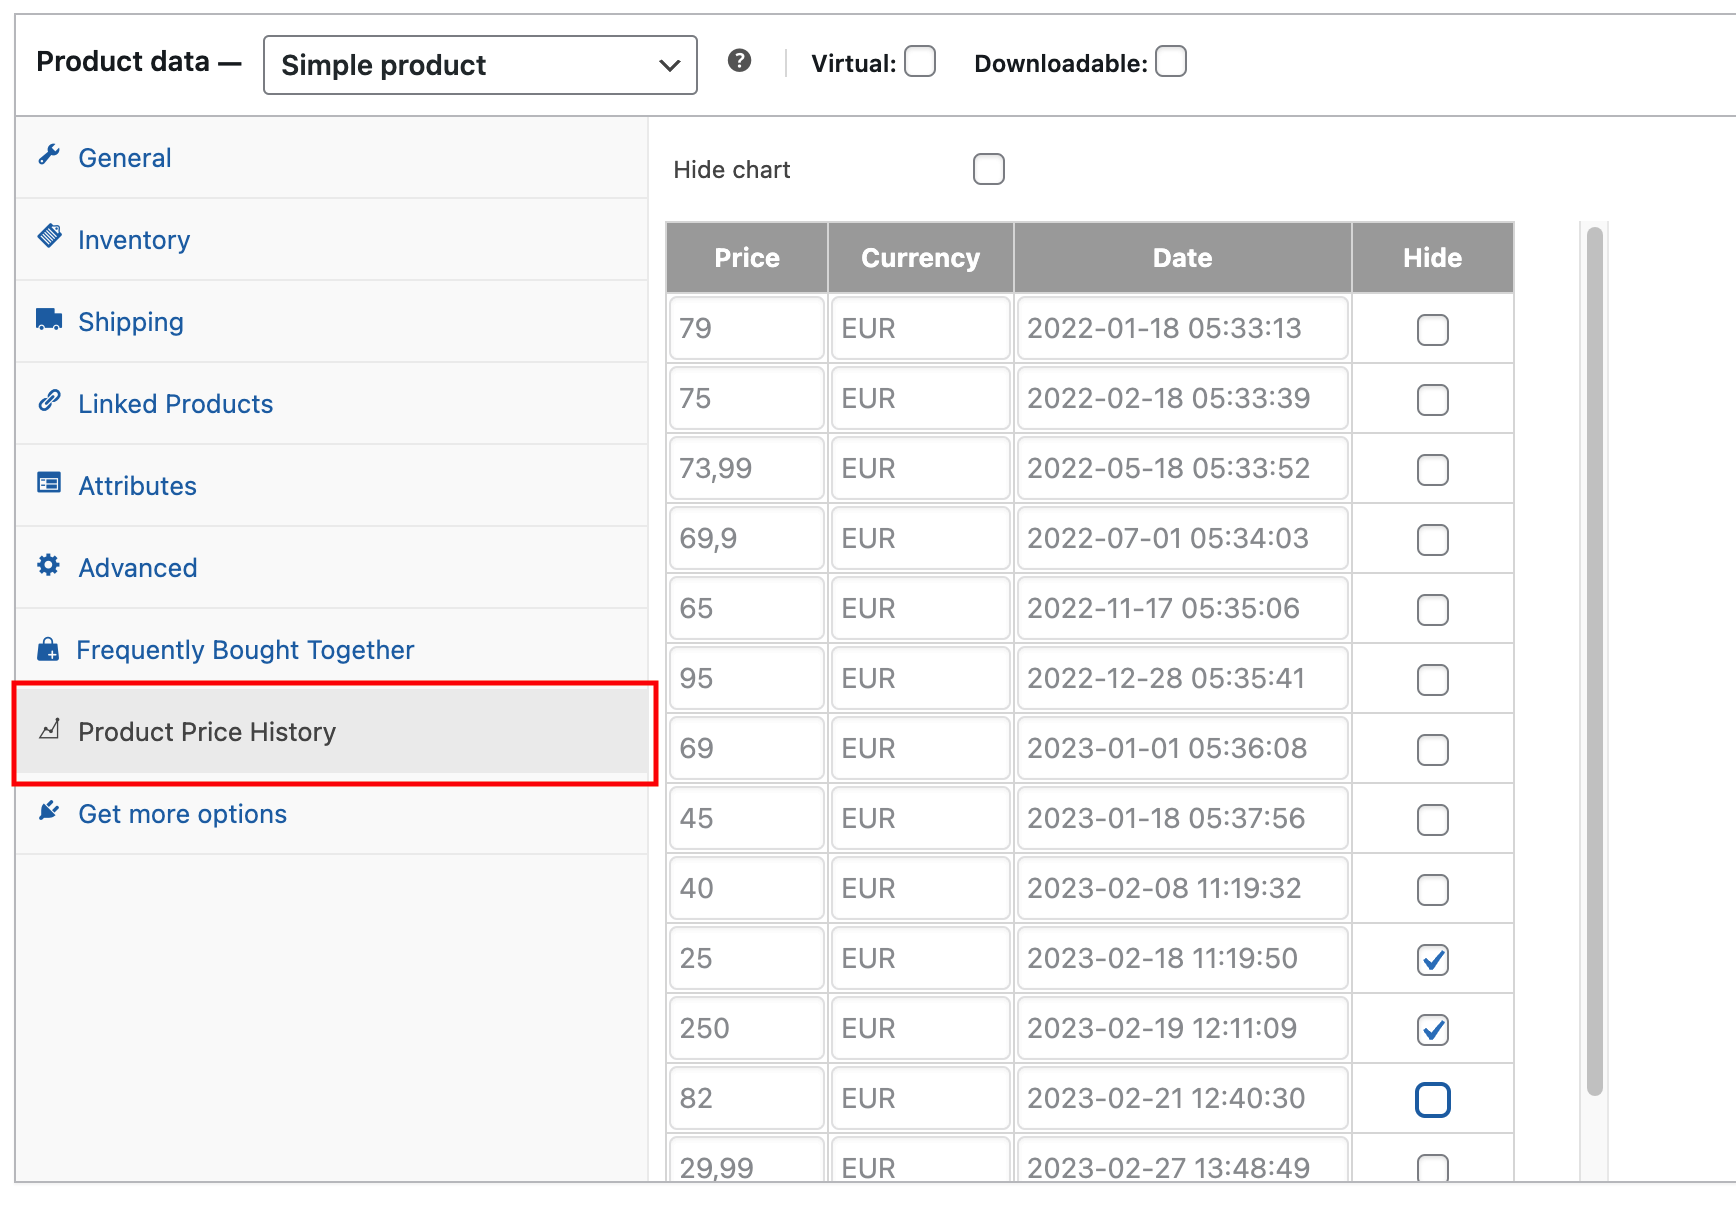 Product data — Simple product ? Virtual: Downloadable:
General
Inventory
Shipping
Linked Products
Attributes
Advanced
Frequently Bought Together
Product Price History
Get more options
Hide chart
Price Currency Date Hide
79 EUR 2022-01-18 05:33:13
75 EUR 2022-02-18 05:33:39
73,99 EUR 2022-05-18 05:33:52
69,9 EUR 2022-07-01 05:34:03
65 EUR 2022-11-17 05:35:06
95 EUR 2022-12-28 05:35:41
69 EUR 2023-01-01 05:36:08
45 EUR 2023-01-18 05:37:56
40 EUR 2023-02-08 11:19:32
25 EUR 2023-02-18 11:19:50
250 EUR 2023-02-19 12:11:09
82 EUR 2023-02-21 12:40:30
29,99 EUR 2023-02-27 13:48:49